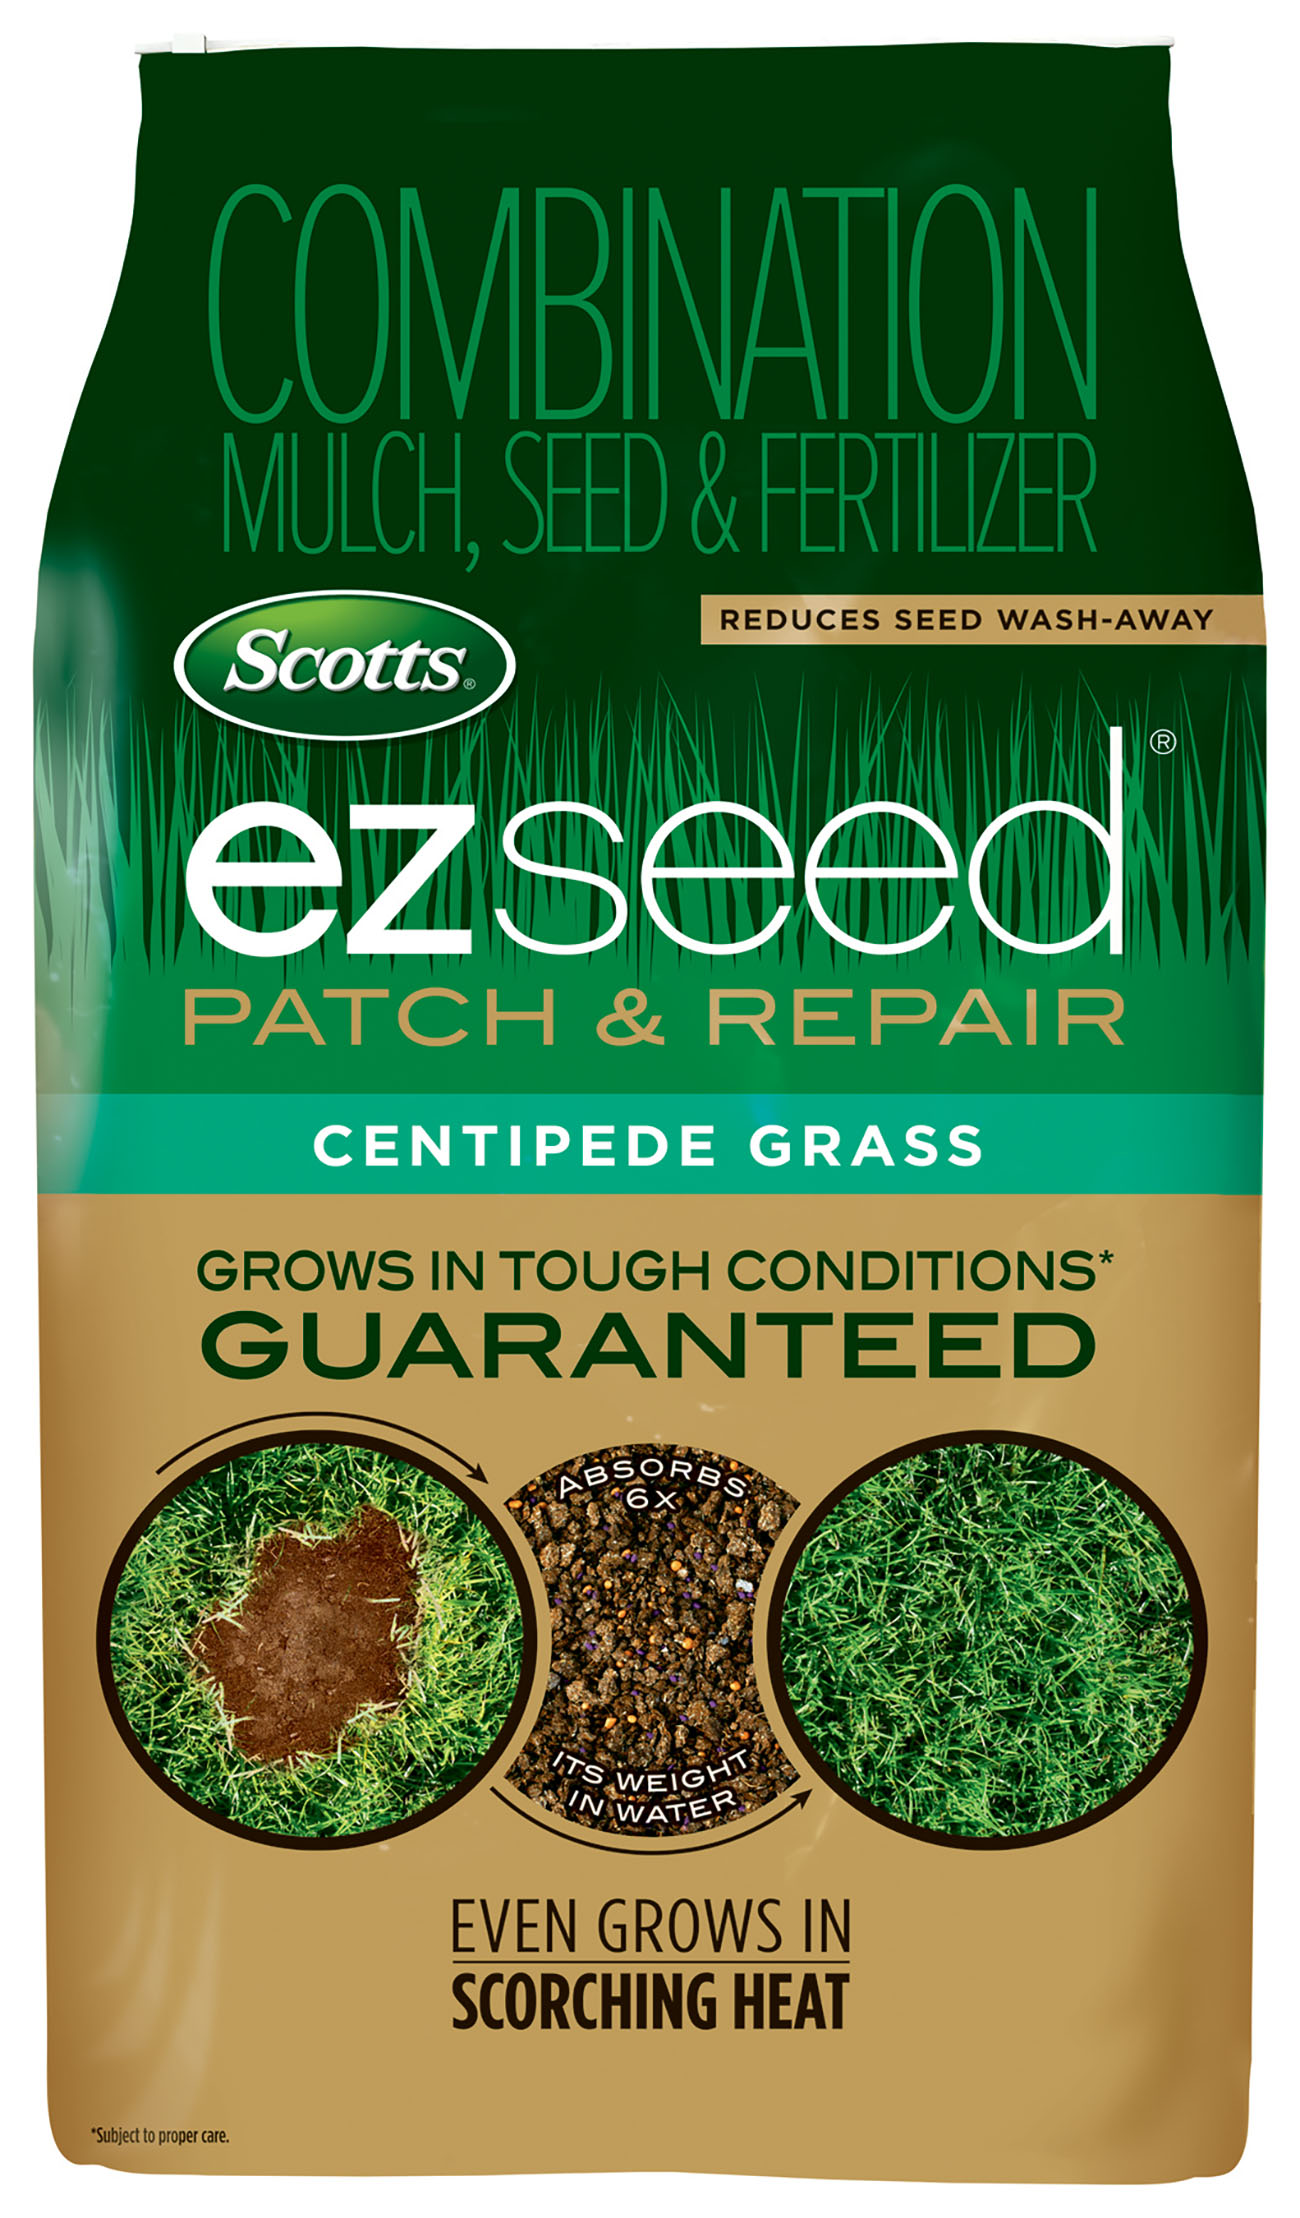 COMBINATION
MULCH, SEED & FERTILIZER
Scotts®
REDUCES SEED WASH-AWAY
ezseed®
PATCH & REPAIR
CENTIPEDE GRASS
GROWS IN TOUGH CONDITIONS*
GUARANTEED
ABSORBS
6X
ITS WEIGHT
IN WATER
EVEN GROWS IN
SCORCHING HEAT
*Subject to proper care.